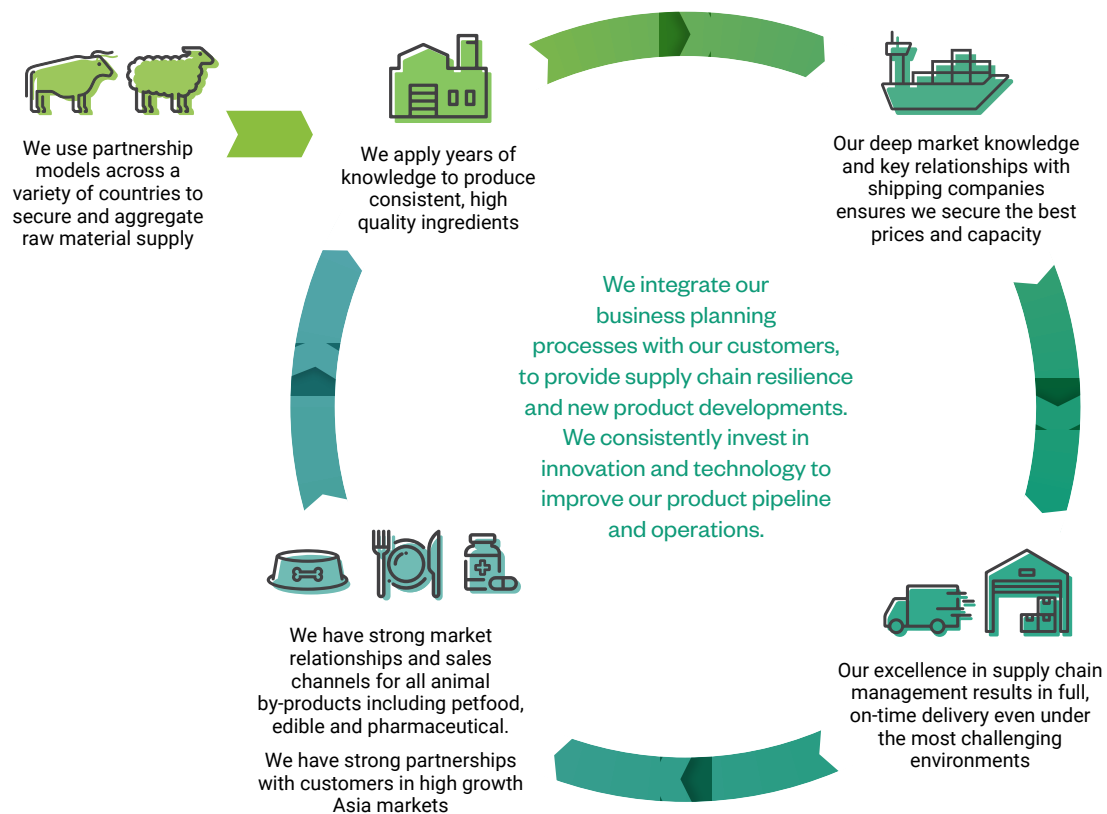 We use partnership
models across a
variety of countries to
secure and aggregate
raw material supply
We apply years of
knowledge to produce
consistent, high
quality ingredients
Our deep market knowledge
and key relationships with
shipping companies
ensures we secure the best
prices and capacity
We integrate our
business planning
processes with our customers,
to provide supply chain resilience
and new product developments.
We consistently invest in
innovation and technology to
improve our product pipeline
and operations.
Our excellence in supply chain
management results in full,
on-time delivery even under
the most challenging
environments
We have strong market
relationships and sales
channels for all animal
by-products including petfood,
edible and pharmaceutical.
We have strong partnerships
with customers in high growth
Asia markets